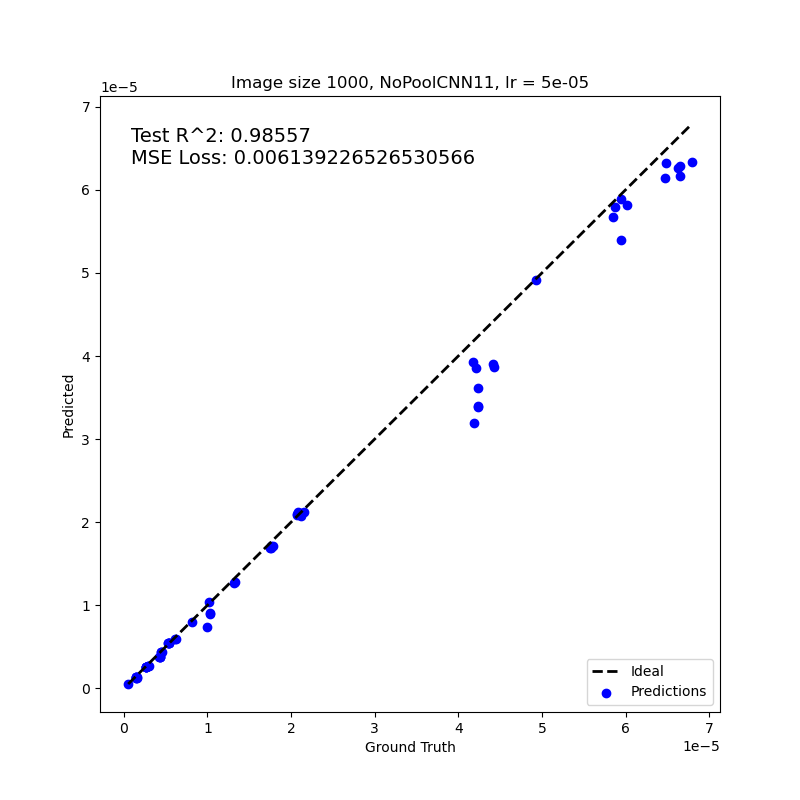 Image size 1000, NoPoolCNN11, lr = 5e-05
1e−5
Test R^2: 0.98557
MSE Loss: 0.006139226526530566
7
6
5
4
3
2
1
0
Predicted
Ideal
Predictions
0 1 2 3 4 5 6 7
Ground Truth
1e−5